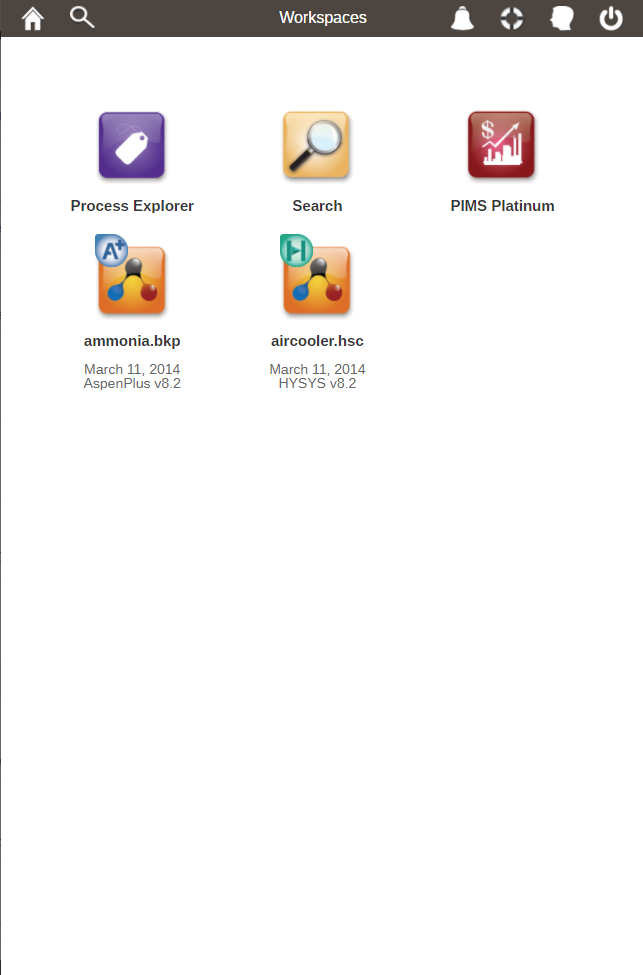 Workspaces
Process Explorer
Search
$
PIMS Platinum
A+
ammonia.bkp
March 11, 2014
AspenPlus v8.2
H
aircooler.hsc
March 11, 2014
HYSYS v8.2